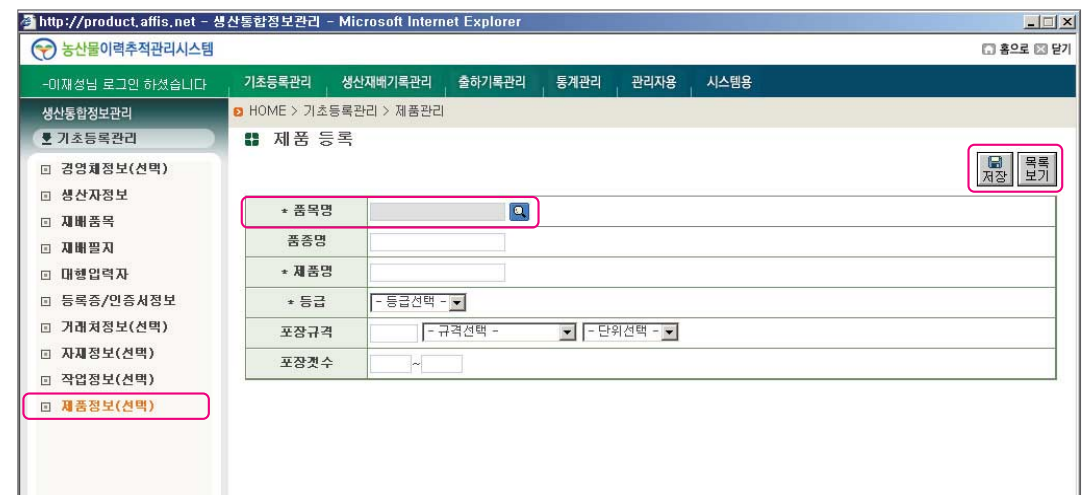 http://product.affis.net - 생산통합정보관리 - Microsoft Internet Explorer
농산물이력추적관리시스템
홈으로 닫기
-이재성님 로그인 하셨습니다
기초등록관리 생산재배기록관리 출하기록관리 통계관리 관리자용 시스템용
생산통합정보관리
HOME > 기초등록관리 > 제품관리
기초등록관리
제품 등록
저장
목록
보기
경영체정보(선택)
생산자정보
재배품목
재배필지
대행입력자
등록증/인증서정보
거래처정보(선택)
자재정보(선택)
작업정보(선택)
제품정보(선택)
* 품목명
품종명
* 제품명
* 등급 - 등급선택 -
포장규격 - 규격선택 - - 단위선택 -
포장갯수 ~